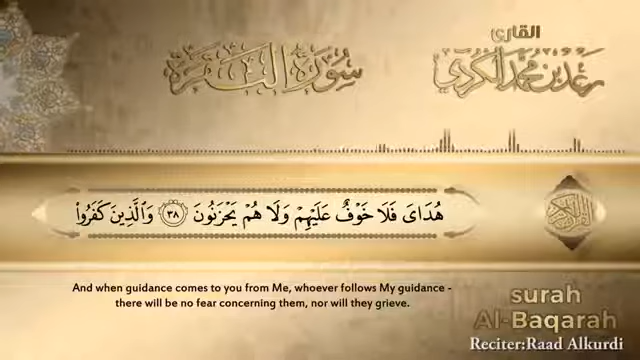 القارئ
رعد بن محمد الكردي
سورة البقرة
هُدَايَ فَلَا خَوْفٌ عَلَيْهِمْ وَلَا هُمْ يَحْزَنُونَ ٣٨ وَالَّذِينَ كَفَرُوا
And when guidance comes to you from Me, whoever follows My guidance -
there will be no fear concerning them, nor will they grieve.
surah
Al-Baqarah
Reciter:Raad Alkurdi